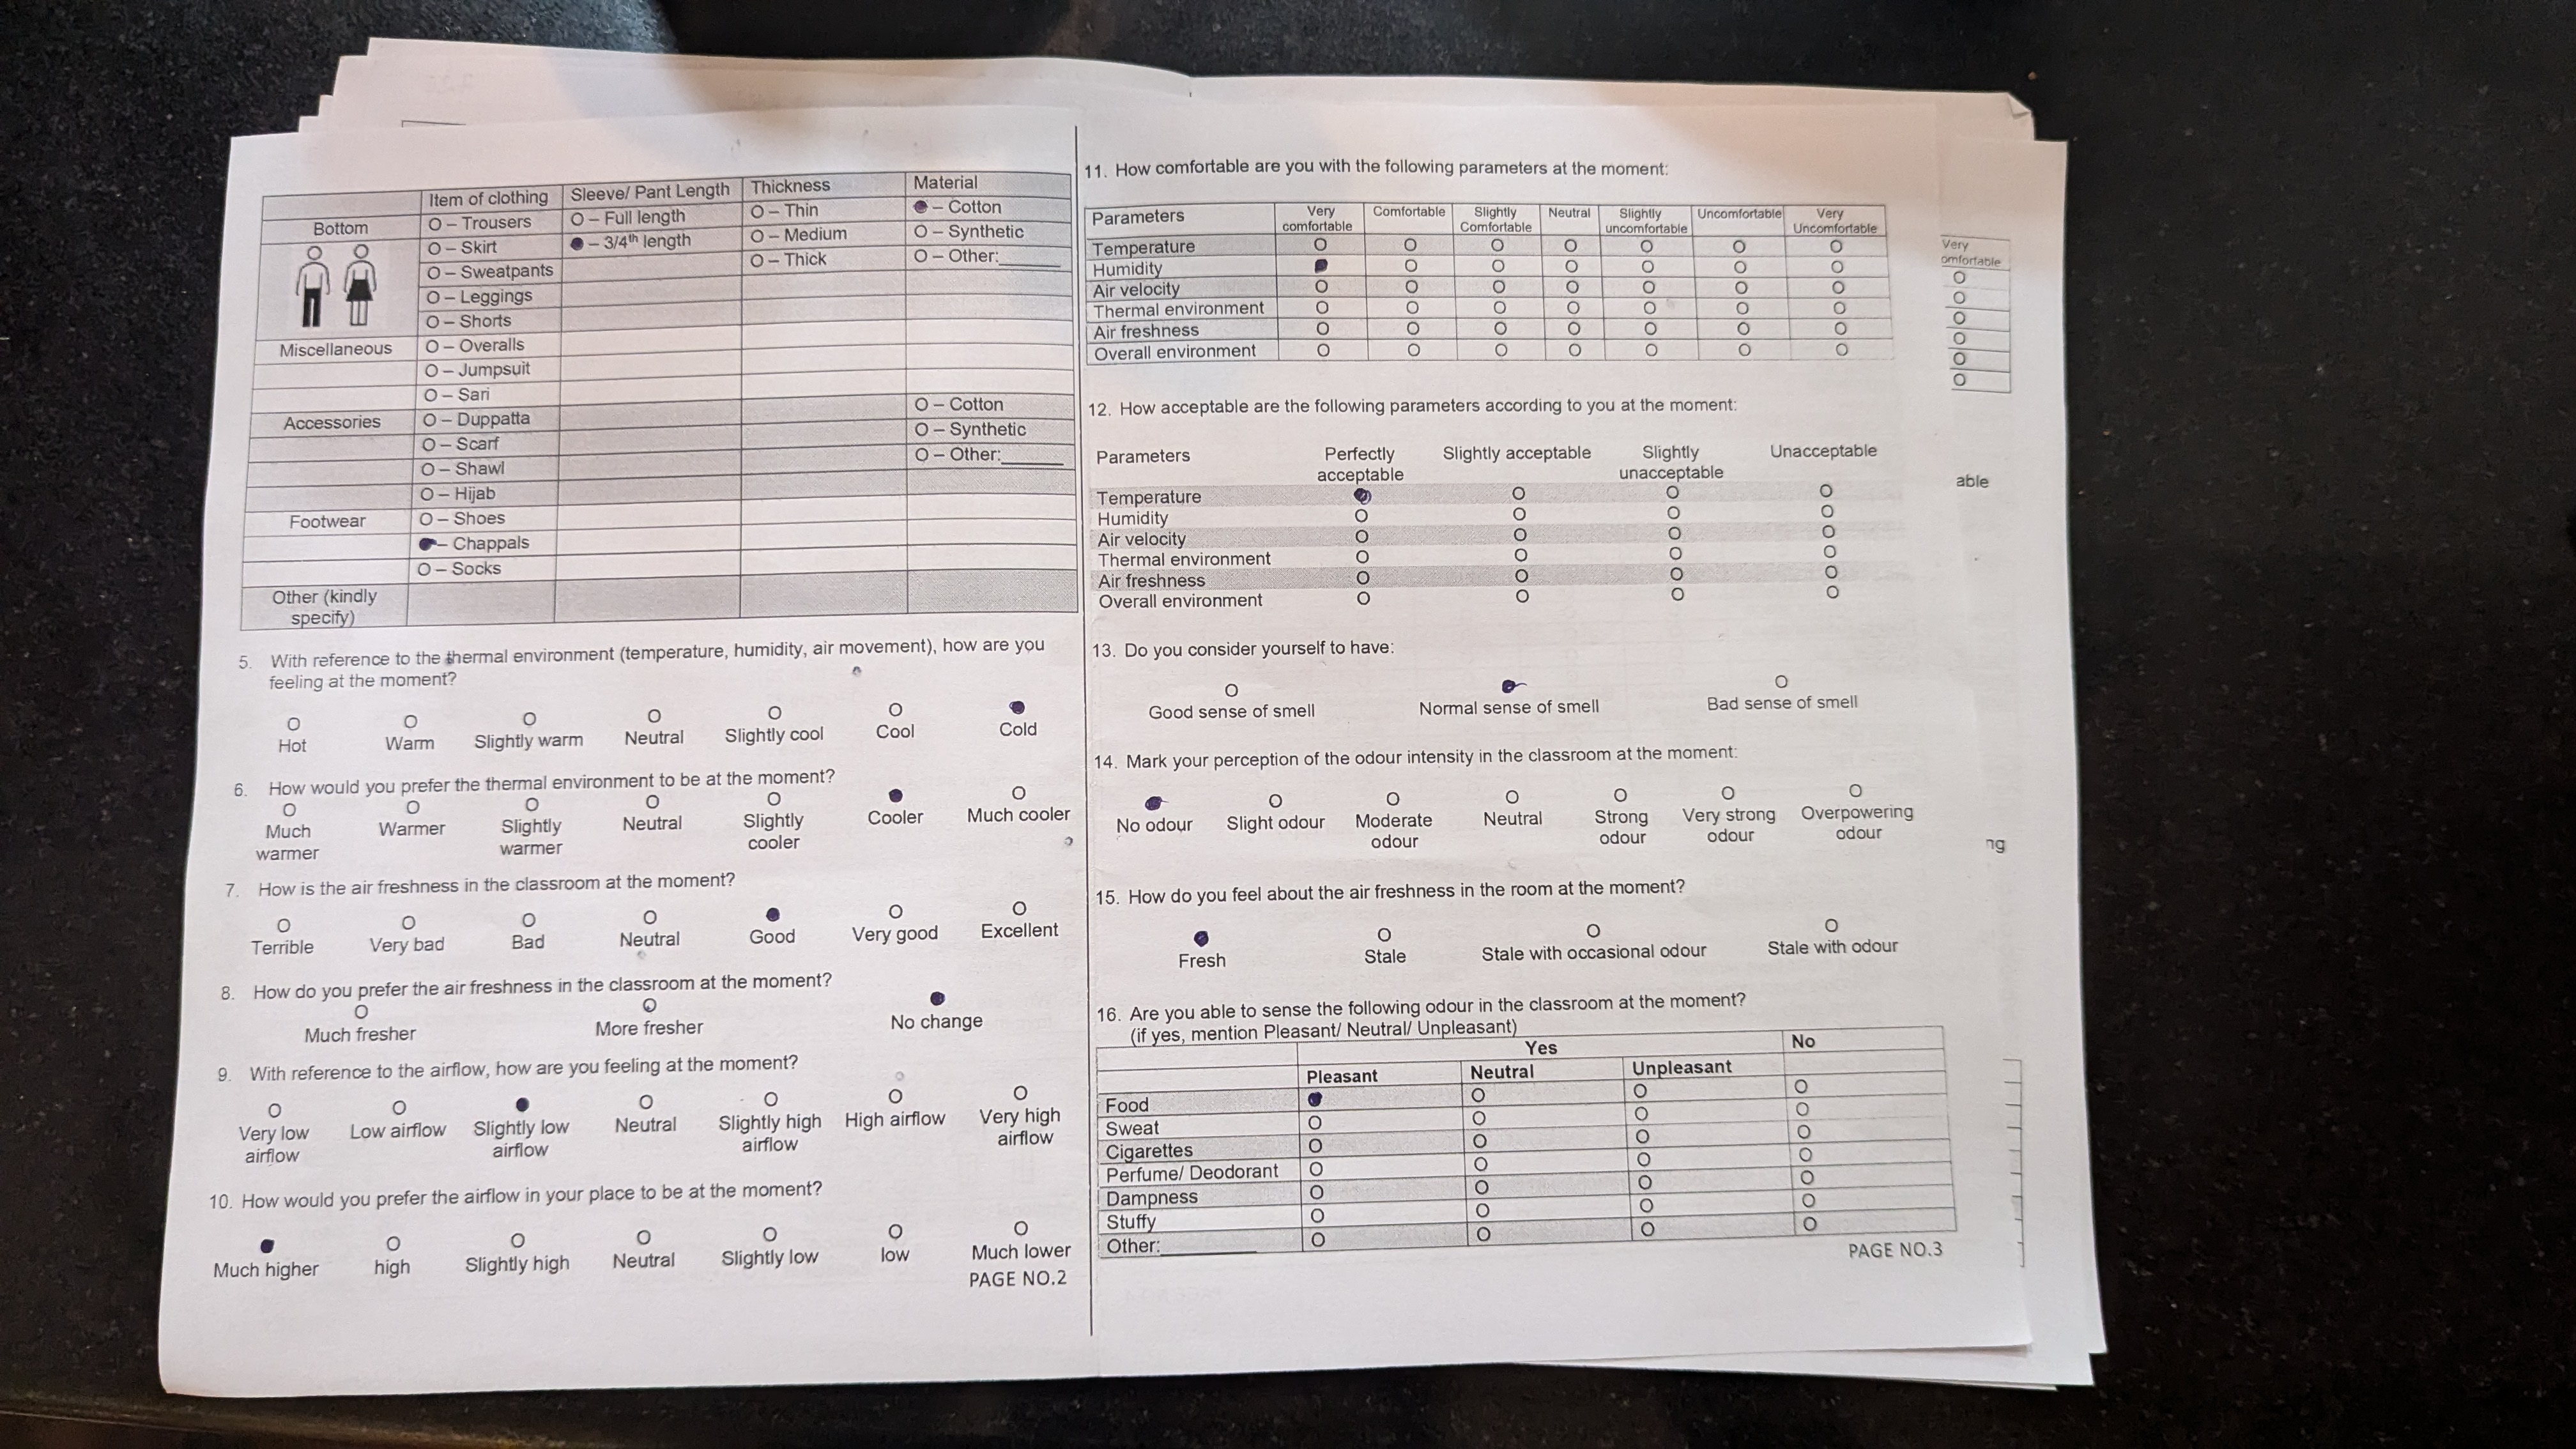 Item of clothing Sleeve/ Pant Length Thickness Material
Bottom O – Trousers O – Full length O – Thin – Cotton
O – Skirt – 3/4th length O – Medium O – Synthetic
O – Sweatpants O – Thick O – Other:______
O – Leggings
O – Shorts
Miscellaneous O – Overalls
O – Jumpsuit
O – Sari
Accessories O – Duppatta O – Cotton
O – Scarf O – Synthetic
O – Shawl O – Other:______
O – Hijab
Footwear O – Shoes
– Chappals
O – Socks
Other (kindly
specify)
5. With reference to the thermal environment (temperature, humidity, air movement), how are you
feeling at the moment?
Hot Warm Slightly warm Neutral Slightly cool Cool Cold
6. How would you prefer the thermal environment to be at the moment?
Much Warmer Slightly Neutral Slightly Cooler Much cooler
warmer warmer cooler
7. How is the air freshness in the classroom at the moment?
Terrible Very bad Bad Neutral Good Very good Excellent
8. How do you prefer the air freshness in the classroom at the moment?
Much fresher More fresher No change
9. With reference to the airflow, how are you feeling at the moment?
Very low Low airflow Slightly low Neutral Slightly high High airflow Very high
airflow airflow airflow airflow
10. How would you prefer the airflow in your place to be at the moment?
Much higher high Slightly high Neutral Slightly low low Much lower
PAGE NO.2
11. How comfortable are you with the following parameters at the moment:
Parameters Very Comfortable Slightly Neutral Slightly Uncomfortable Very
comfortable Comfortable uncomfortable Uncomfortable
Temperature
Humidity
Air velocity
Thermal environment
Air freshness
Overall environment
12. How acceptable are the following parameters according to you at the moment:
Parameters Perfectly Slightly acceptable Slightly Unacceptable
acceptable unacceptable
Temperature
Humidity
Air velocity
Thermal environment
Air freshness
Overall environment
13. Do you consider yourself to have:
Good sense of smell Normal sense of smell Bad sense of smell
14. Mark your perception of the odour intensity in the classroom at the moment:
No odour Slight odour Moderate Neutral Strong Very strong Overpowering
odour odour odour odour
15. How do you feel about the air freshness in the room at the moment?
Fresh Stale Stale with occasional odour Stale with odour
16. Are you able to sense the following odour in the classroom at the moment?
(if yes, mention Pleasant/ Neutral/ Unpleasant)
Yes No
Pleasant Neutral Unpleasant
Food
Sweat
Cigarettes
Perfume/ Deodorant
Dampness
Stuffy
Other:__________
PAGE NO.3
Very
omfortable
able
ng